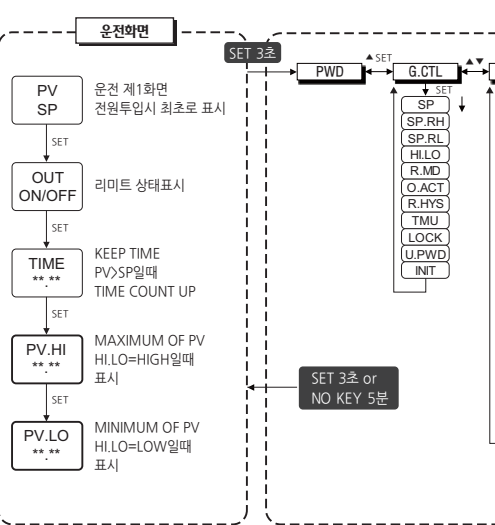 운전화면
PV
SP
운전 제1화면
전원투입시 최초로 표시
SET
OUT
ON/OFF
리미트 상태표시
SET
TIME
**.**
KEEP TIME
PV>SP일때
TIME COUNT UP
SET
PV.HI
**.**
MAXIMUM OF PV
HI.LO=HIGH일때
표시
SET
PV.LO
**.**
MINIMUM OF PV
HI.LO=LOW일때
표시
SET 3초
PWD
▲ SET
G.CTL
▲▼
SET
SP
SP.RH
SP.RL
HI.LO
R.MD
O.ACT
R.HYS
TMU
LOCK
U.PWD
INIT
SET 3초 or
NO KEY 5분